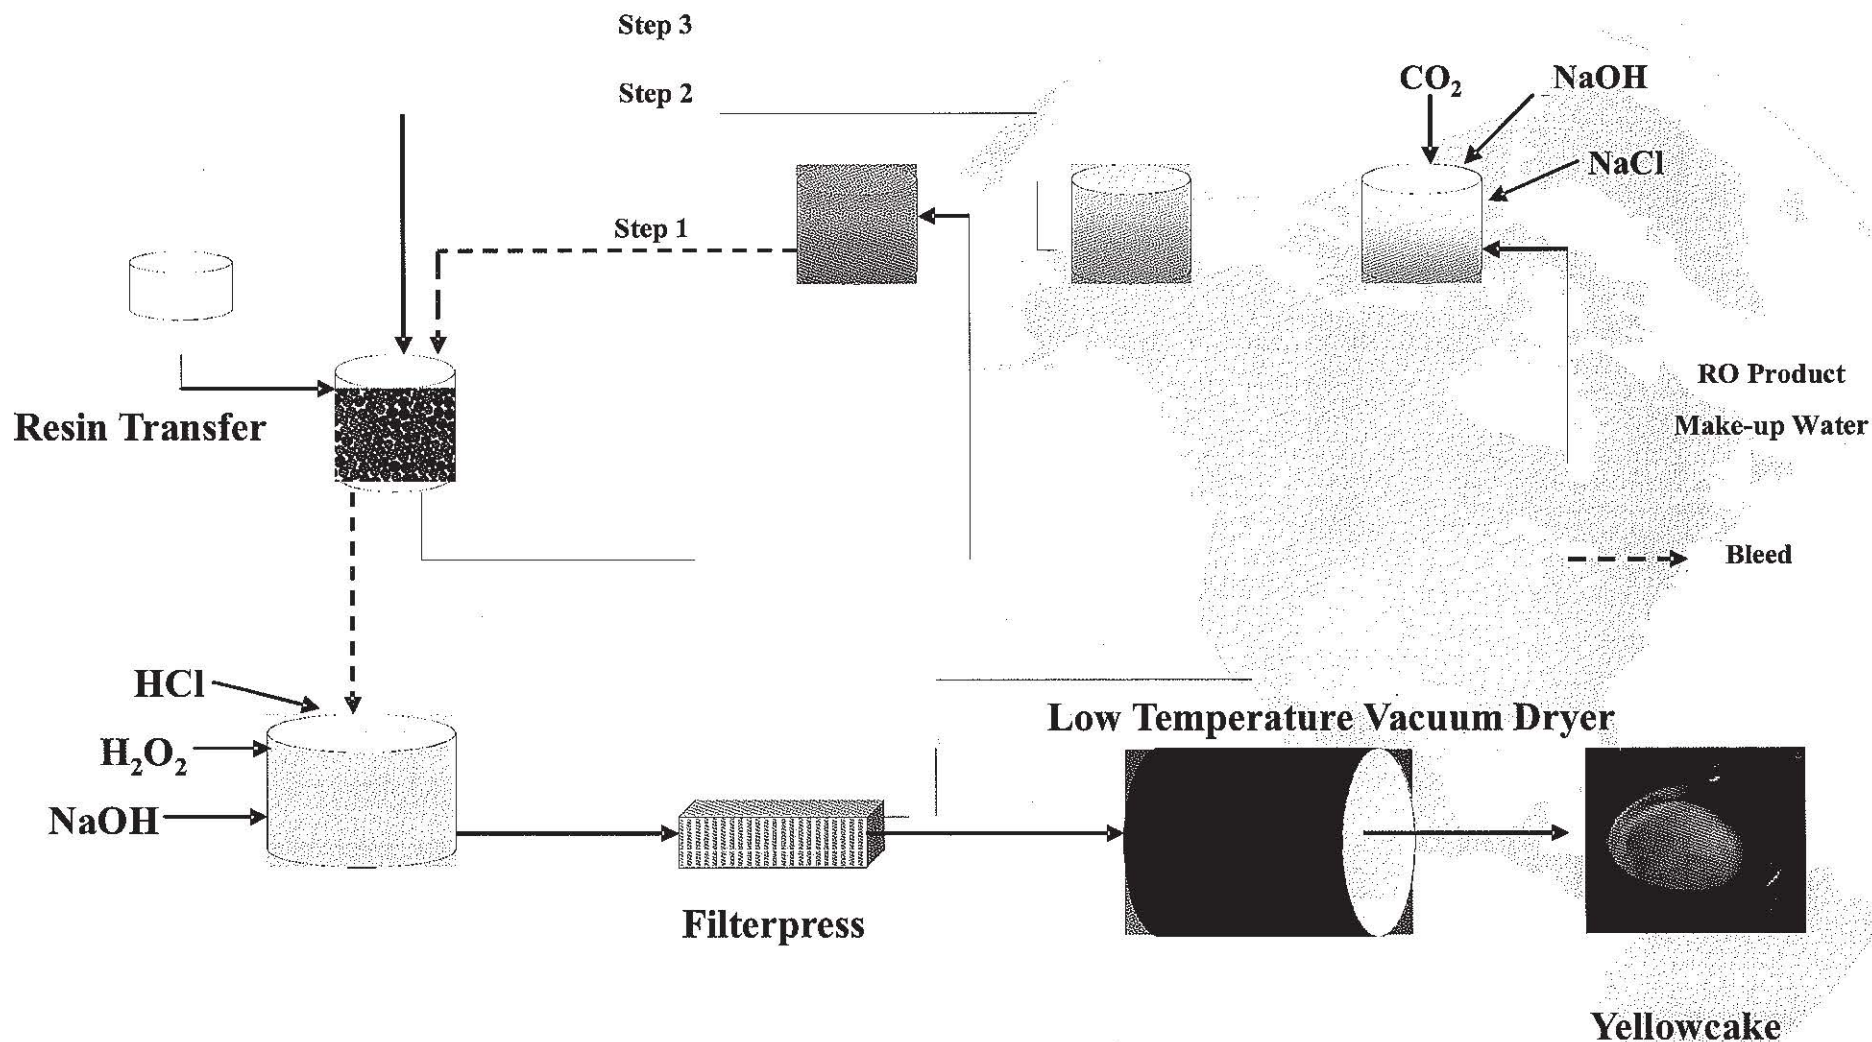 Step 3
Step 2
CO₂
NaOH
NaCl
Step 1
RO Product
Make-up Water
Resin Transfer
Bleed
HCl
H₂O₂
NaOH
Low Temperature Vacuum Dryer
Filterpress
Yellowcake